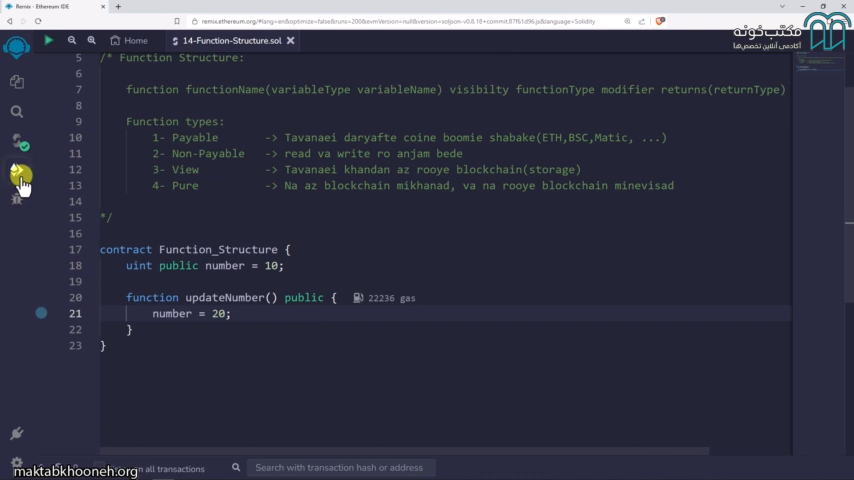 Remix - Ethereum IDE
remix.ethereum.org/#lang=en&optimize=false&runs=200&evmVersion=null&version=soljson-v0.8.18+commit.87f61d96.js&language=Solidity
مکتب‌خونه
آکادمی آنلاین تخصص‌ها
Home
14-Function-Structure.sol
5 /* Function Structure:
6
7 function functionName(variableType variableName) visibilty functionType modifier returns(returnType)
8
9 Function types:
10 1- Payable -> Tavanaei daryafte coine boomie shabake(ETH,BSC,Matic, ...)
11 2- Non-Payable -> read va write ro anjam bede
12 3- View -> Tavanaei khandan az rooye blockchain(storage)
13 4- Pure -> Na az blockchain mikhanad, va na rooye blockchain minevisad
14
15 */
16
17 contract Function_Structure {
18 uint public number = 10;
19
20 function updateNumber() public { 22236 gas
21 number = 20;
22 }
23 }
maktabkhooneh.org
n all transactions
Search with transaction hash or address